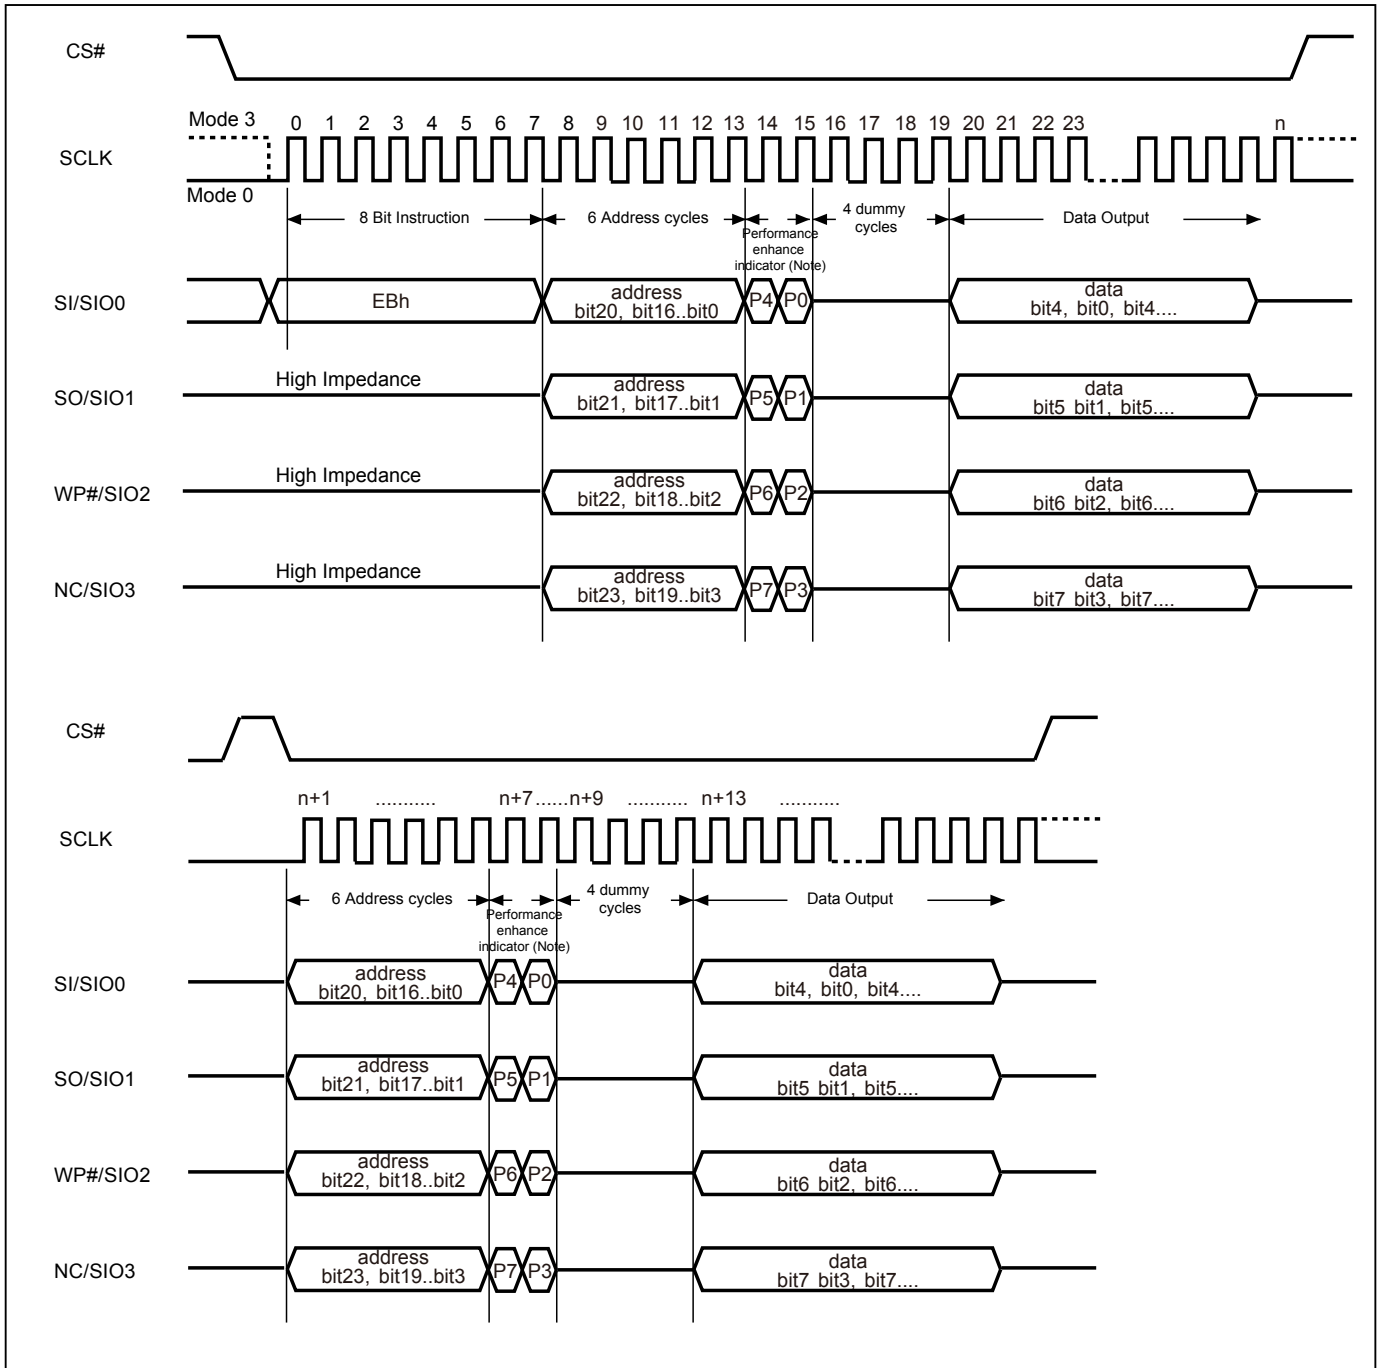 CS#
Mode 3
0 1 2 3 4 5 6 7 8 9 10 11 12 13 14 15 16 17 18 19 20 21 22 23 n
SCLK
Mode 0
8 Bit Instruction
6 Address cycles
4 dummy
cycles
Data Output
Performance
enhance
indicator (Note)
SI/SIO0
EBh
address
bit20, bit16..bit0
P4 P0
data
bit4, bit0, bit4....
High Impedance
SO/SIO1
address
bit21, bit17..bit1
P5 P1
data
bit5 bit1, bit5....
High Impedance
WP#/SIO2
address
bit22, bit18..bit2
P6 P2
data
bit6 bit2, bit6....
High Impedance
NC/SIO3
address
bit23, bit19..bit3
P7 P3
data
bit7 bit3, bit7....
CS#
n+1 ........... n+7......n+9 ........... n+13 ...........
SCLK
6 Address cycles
4 dummy
cycles
Data Output
Performance
enhance
indicator (Note)
SI/SIO0
address
bit20, bit16..bit0
P4 P0
data
bit4, bit0, bit4....
SO/SIO1
address
bit21, bit17..bit1
P5 P1
data
bit5 bit1, bit5....
WP#/SIO2
address
bit22, bit18..bit2
P6 P2
data
bit6 bit2, bit6....
NC/SIO3
address
bit23, bit19..bit3
P7 P3
data
bit7 bit3, bit7....